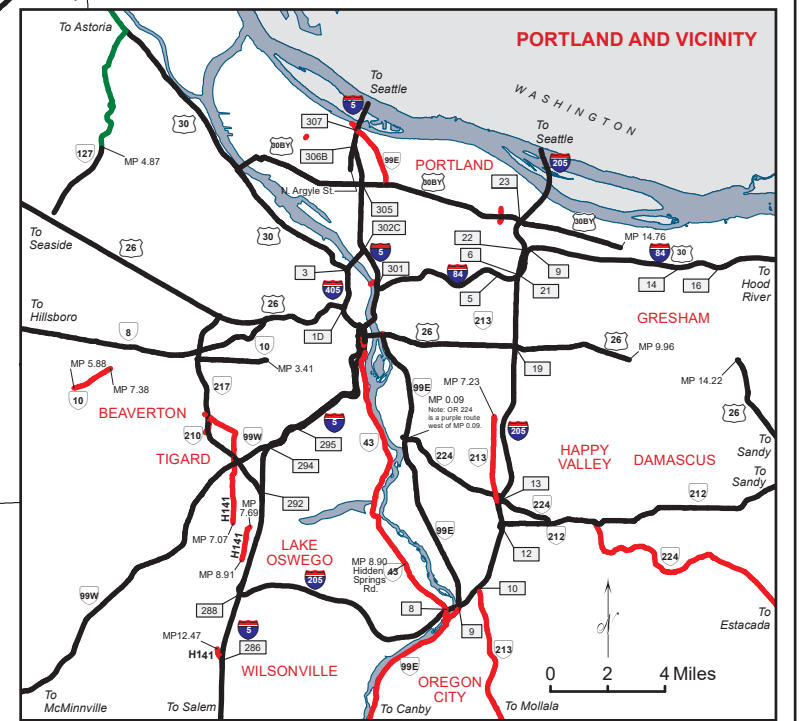 PORTLAND AND VICINITY
To Astoria
To
Seattle
5
WASHINGTON
307
30
30BY
99E
To
Seattle
205
306B
127
MP 4.87
PORTLAND
N. Argyle St.
30BY
23
305
30BY
302C
To
Seaside
26
30
5
22
MP 14.76
84
30
6
9
3
301
84
21
14
16
To
Hood
River
405
5
To
Hillsboro
26
213
GRESHAM
8
1D
26
26
10
MP 9.96
MP 5.88
MP 3.41
19
MP 7.38
217
99E
MP 7.23
MP 14.22
10
MP 0.09
Note: OR 224
is a purple route
west of MP 0.09.
26
BEAVERTON
5
210
99W
295
43
205
TIGARD
224
213
HAPPY
VALLEY
DAMASCUS
To
Sandy
294
To
Sandy
13
H141
MP
7.69
292
224
212
MP 7.07
99E
212
H141
LAKE
OSWEGO
12
224
MP 8.91
MP 8.90
Hidden
Springs
Rd.
43
205
99W
10
288
8
N
To
Estacada
5
9
MP12.47
286
H141
213
99E
WILSONVILLE
OREGON
CITY
0 2 4 Miles
To
McMinnville
To Salem
To Canby
To Mollala